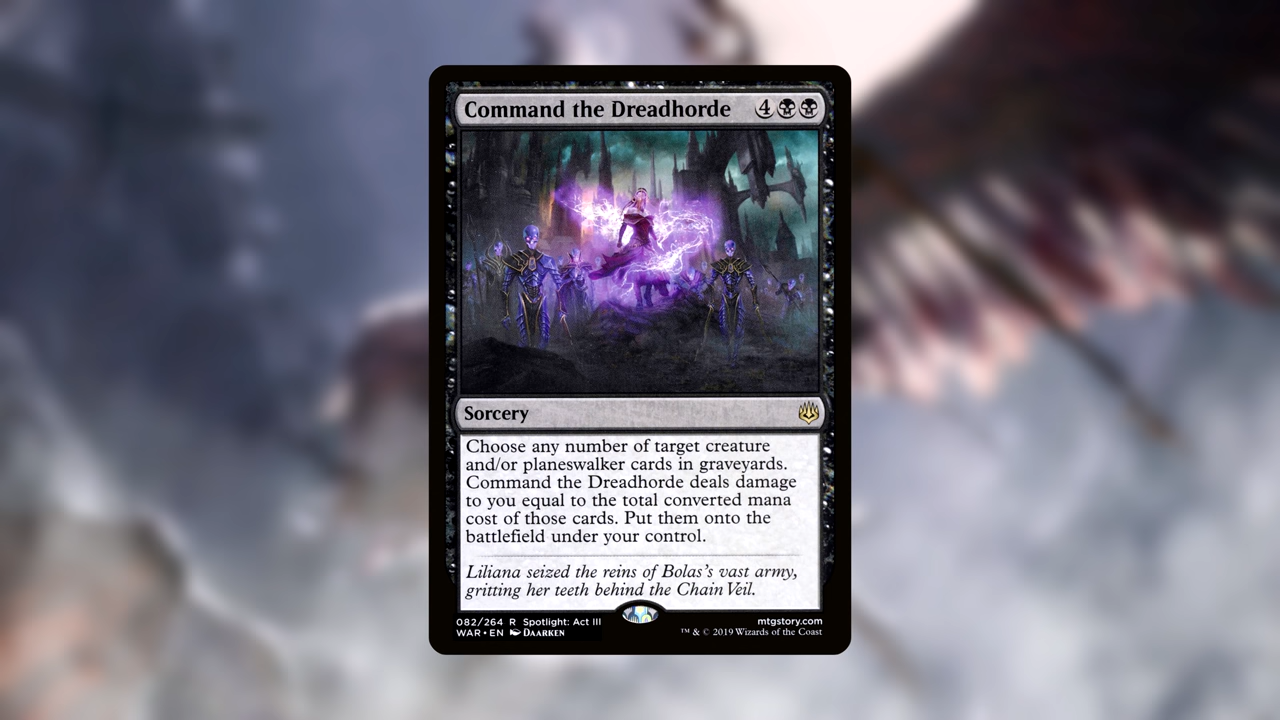 Command the Dreadhorde 4
Sorcery
Choose any number of target creature
and/or planeswalker cards in graveyards.
Command the Dreadhorde deals damage
to you equal to the total converted mana
cost of those cards. Put them onto the
battlefield under your control.
Liliana seized the reins of Bolas's vast army,
gritting her teeth behind the Chain Veil.
082/264 R Spotlight: Act III
mtgstory.com
WAR • EN DAARKEN
™ & © 2019 Wizards of the Coast